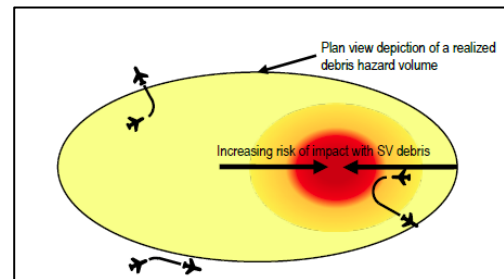 Plan view depiction of a realized
debris hazard volume
Increasing risk of impact with SV debris